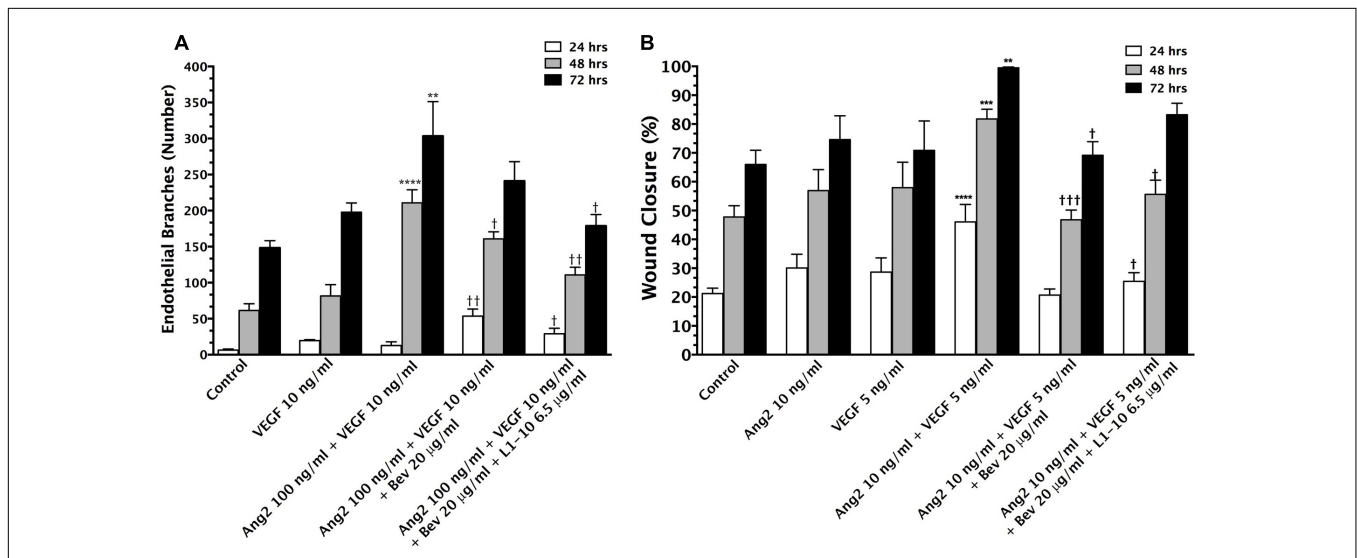 A
24 hrs
48 hrs
72 hrs
Endothelial Branches (Number)
400
350
300
250
200
150
100
50
0
**
****
††
†
†
††
†
Control
VEGF 10 ng/ml
Ang2 100 ng/ml + VEGF 10 ng/ml
Ang2 100 ng/ml + VEGF 10 ng/ml
+ Bev 20 µg/ml
Ang2 100 ng/ml + VEGF 10 ng/ml
+ Bev 20 µg/ml + L1-10 6.5 µg/ml
B
24 hrs
48 hrs
72 hrs
Wound Closure (%)
100
90
80
70
60
50
40
30
20
10
0
****
***
**
†††
†
†
†
Control
Ang2 10 ng/ml
VEGF 5 ng/ml
Ang2 10 ng/ml + VEGF 5 ng/ml
Ang2 10 ng/ml + VEGF 5 ng/ml
+ Bev 20 µg/ml
Ang2 10 ng/ml + VEGF 5 ng/ml
+ Bev 20 µg/ml + L1-10 6.5 µg/ml